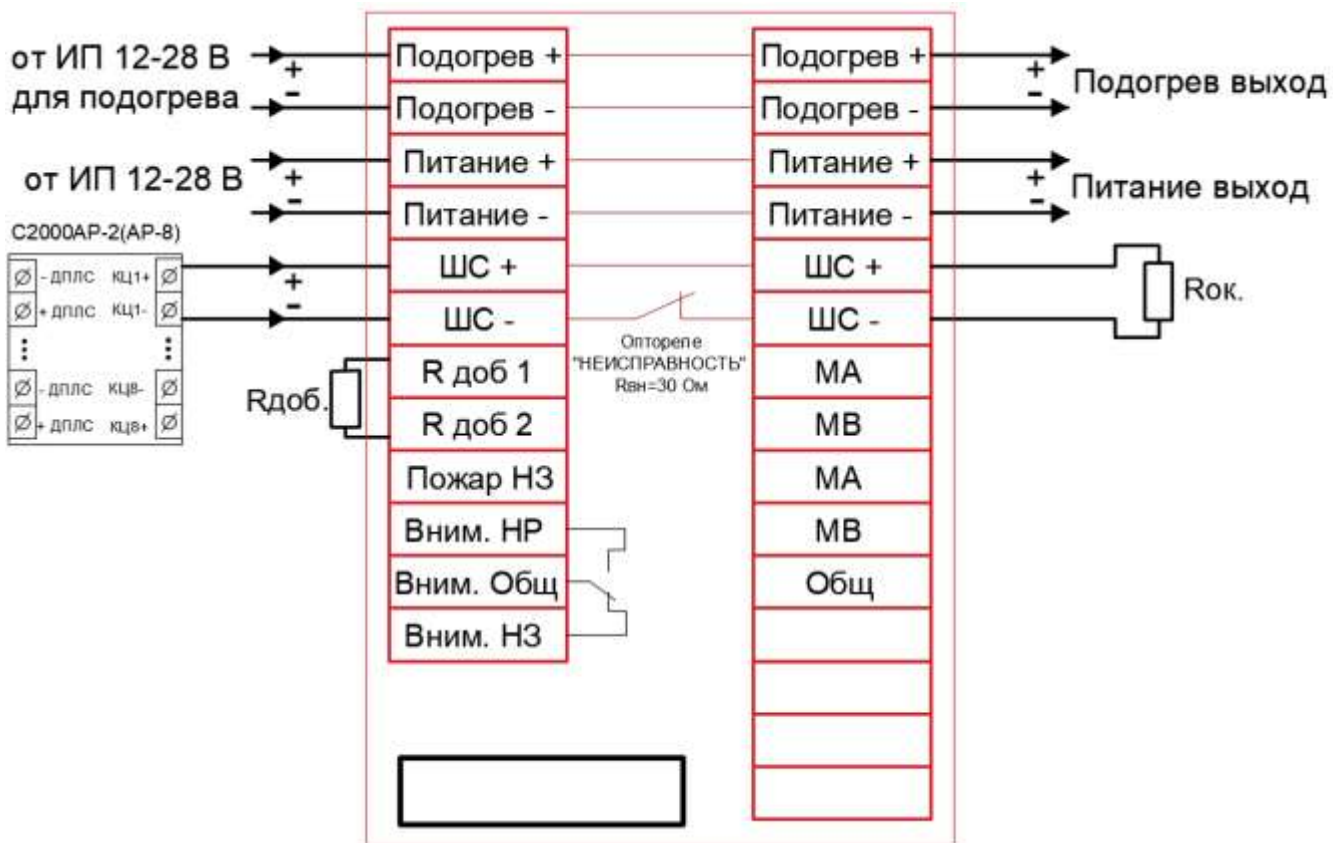 от ИП 12-28 В
для подогрева
+
-
от ИП 12-28 В
+
-
С2000АР-2(АР-8)
- ДПЛС КЦ1+
+ ДПЛС КЦ1-
- ДПЛС КЦ8-
+ ДПЛС КЦ8+
+
-
Rдоб.
Подогрев +
Подогрев -
Питание +
Питание -
ШС +
ШС -
R доб 1
R доб 2
Пожар НЗ
Вним. НР
Вним. Общ
Вним. НЗ
Оптореле
"НЕИСПРАВНОСТЬ"
Rвн=30 Ом
Подогрев +
Подогрев -
Питание +
Питание -
ШС +
ШС -
МА
МВ
МА
МВ
Общ
+
-
Подогрев выход
+
-
Питание выход
Rок.